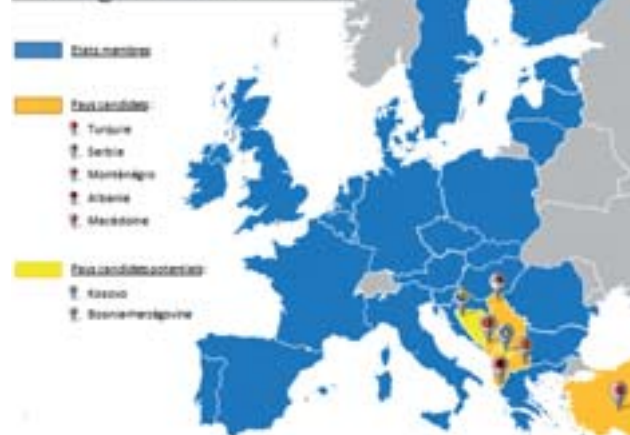 Etats membres
Pays candidats:
Turquie
Serbie
Monténégro
Albanie
Macédoine
Pays candidats potentiels:
Kosovo
Bosnie-Herzégovine